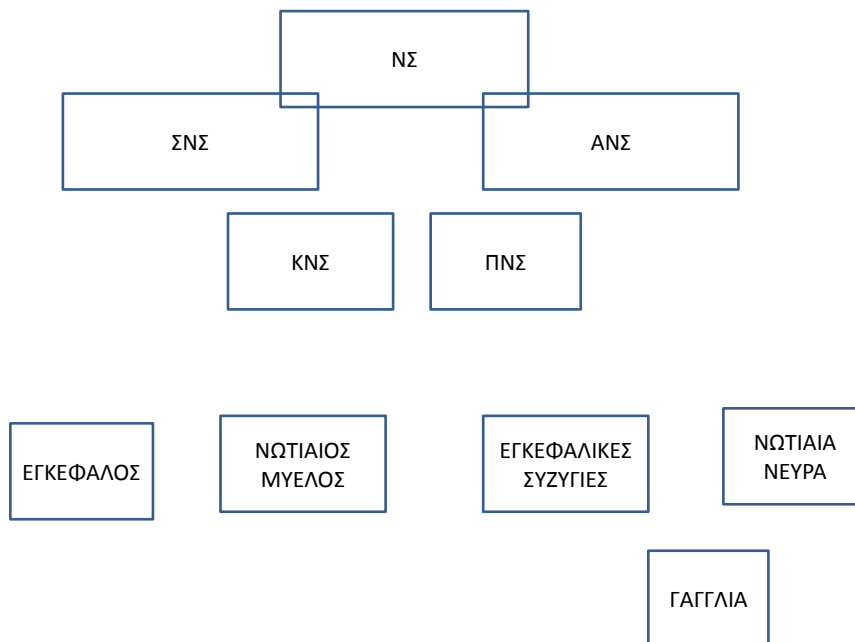 ΝΣ
ΣΝΣ
ΑΝΣ
ΚΝΣ
ΠΝΣ
ΕΓΚΕΦΑΛΟΣ
ΝΩΤΙΑΙΟΣ
ΜΥΕΛΟΣ
ΕΓΚΕΦΑΛΙΚΕΣ
ΣΥΖΥΓΙΕΣ
ΝΩΤΙΑΙΑ
ΝΕΥΡΑ
ΓΑΓΓΛΙΑ